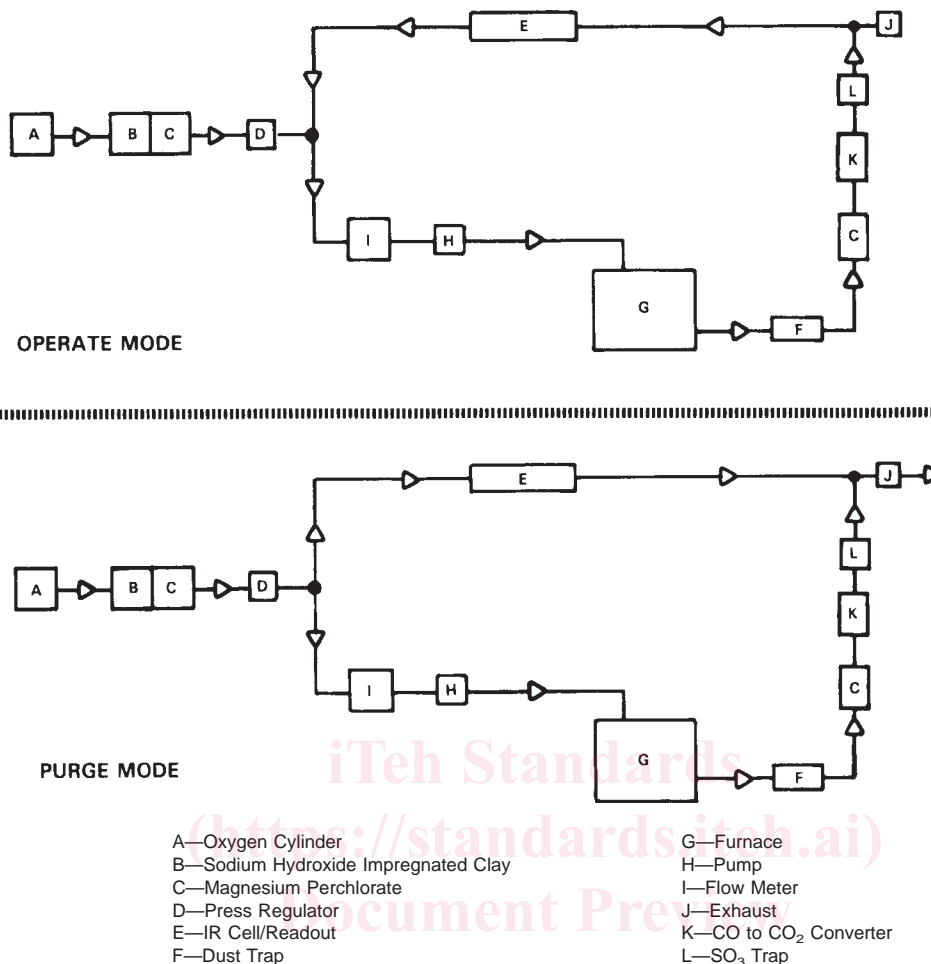 E
J
L
A
B C
D
K
I
H
C
G
F
OPERATE MODE
E
J
L
A
B C
D
K
I
H
C
G
F
PURGE MODE
iTeh Standards
(https://standards.iteh.ai)
Document Preview
A—Oxygen Cylinder
B—Sodium Hydroxide Impregnated Clay
C—Magnesium Perchlorate
D—Press Regulator
E—IR Cell/Readout
F—Dust Trap
G—Furnace
H—Pump
I—Flow Meter
J—Exhaust
K—CO to CO₂ Converter
L—SO₃ Trap